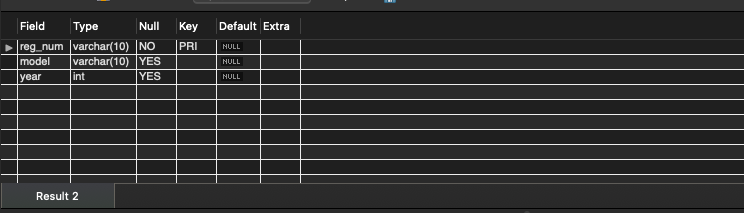 Field Type Null Key Default Extra
reg_num varchar(10) NO PRI NULL
model varchar(10) YES NULL
year int YES NULL
Result 2